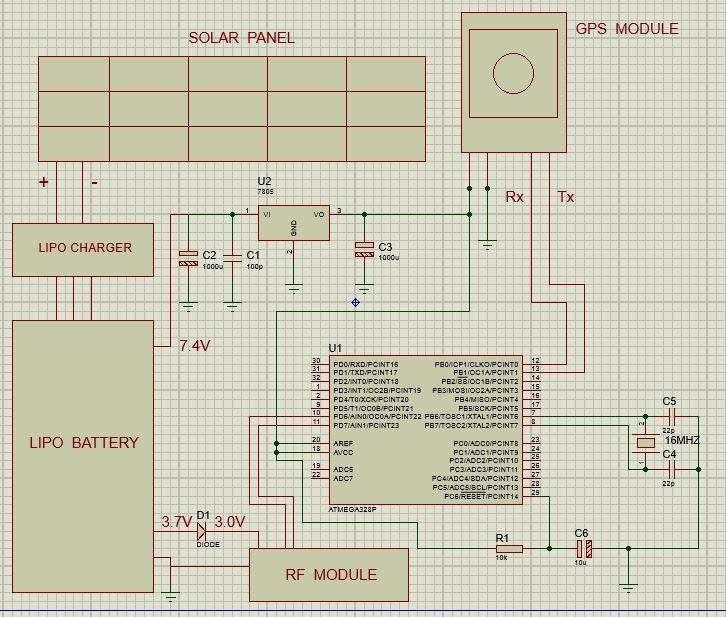 SOLAR PANEL
GPS MODULE
+
-
Rx
Tx
U2
7805
1
VI
VO
3
GND
2
LIPO CHARGER
C2
1000u
C1
100p
C3
1000u
7.4V
LIPO BATTERY
U1
30 PD0/RXD/PCINT16
31 PD1/TXD/PCINT17
32 PD2/INT0/PCINT18
1 PD3/INT1/OC2B/PCINT19
2 PD4/T0/XCK/PCINT20
9 PD5/T1/OC0B/PCINT21
10 PD6/AIN0/OC0A/PCINT22
11 PD7/AIN1/PCINT23
20 AREF
18 AVCC
19 ADC6
22 ADC7
PB0/ICP1/CLKO/PCINT0 12
PB1/OC1A/PCINT1 13
PB2/SS/OC1B/PCINT2 14
PB3/MOSI/OC2A/PCINT3 15
PB4/MISO/PCINT4 16
PB5/SCK/PCINT5 17
PB6/TOSC1/XTAL1/PCINT6 7
PB7/TOSC2/XTAL2/PCINT7 8
PC0/ADC0/PCINT8 23
PC1/ADC1/PCINT9 24
PC2/ADC2/PCINT10 25
PC3/ADC3/PCINT11 26
PC4/ADC4/SDA/PCINT12 27
PC5/ADC5/SCL/PCINT13 28
PC6/RESET/PCINT14 29
ATMEGA328P
C5
22p
2
16MHZ
1
C4
22p
3.7V
D1
3.0V
DIODE
RF MODULE
R1
10k
C6
10u